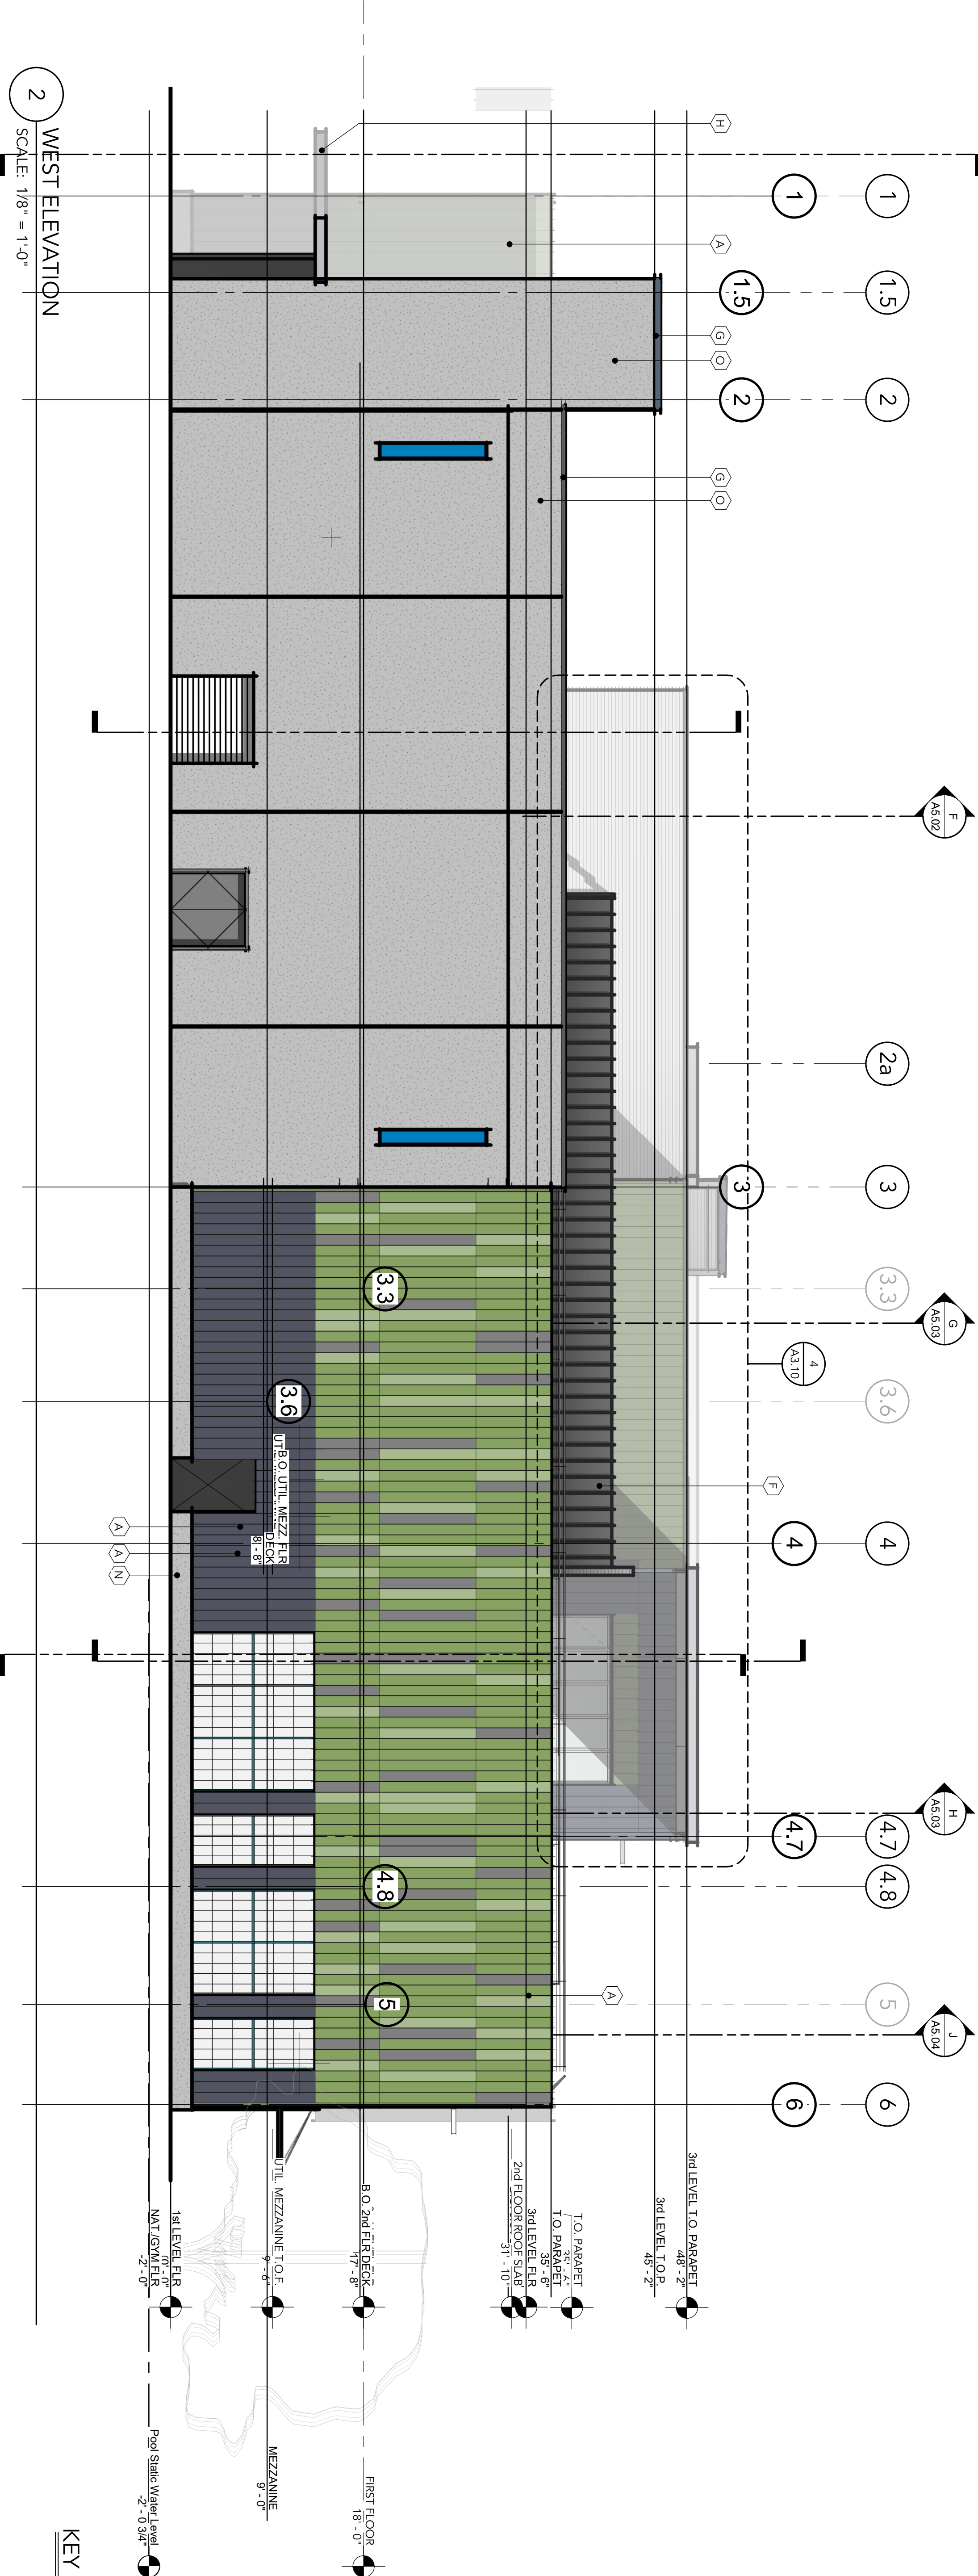 1
1.5
2
2a
3
3.3
3.6
4
4.7
4.8
5
6
F
A5.02
G
A5.03
H
A5.03
J
A5.04
4
A3.10
1
1.5
2
3
3.3
3.6
4
4.7
4.8
5
6
H
A
G
O
G
O
F
A
A
A
N
3rd LEVEL T.O. PARAPET
48' - 2"
3rd LEVEL T.O.P.
45' - 2"
T.O. PARAPET
T.O. PARAPET
35' - 6"
3rd LEVEL FLR
2nd FLOOR ROOF SLAB
31' - 10"
B.O. 2nd FLR DECK
17' - 8"
UTIL. MEZZANINE T.O.F.
9' - 6"
1st LEVEL FLR
0' - 0"
NAT./GYM FLR
-2' - 0"
B.O. UTIL. MEZZ. FLR
DECK
8' - 8"
FIRST FLOOR
18' - 0"
MEZZANINE
9' - 0"
Pool Static Water Level
-2' - 0 3/4"
2
WEST ELEVATION
SCALE: 1/8" = 1'-0"
KEY